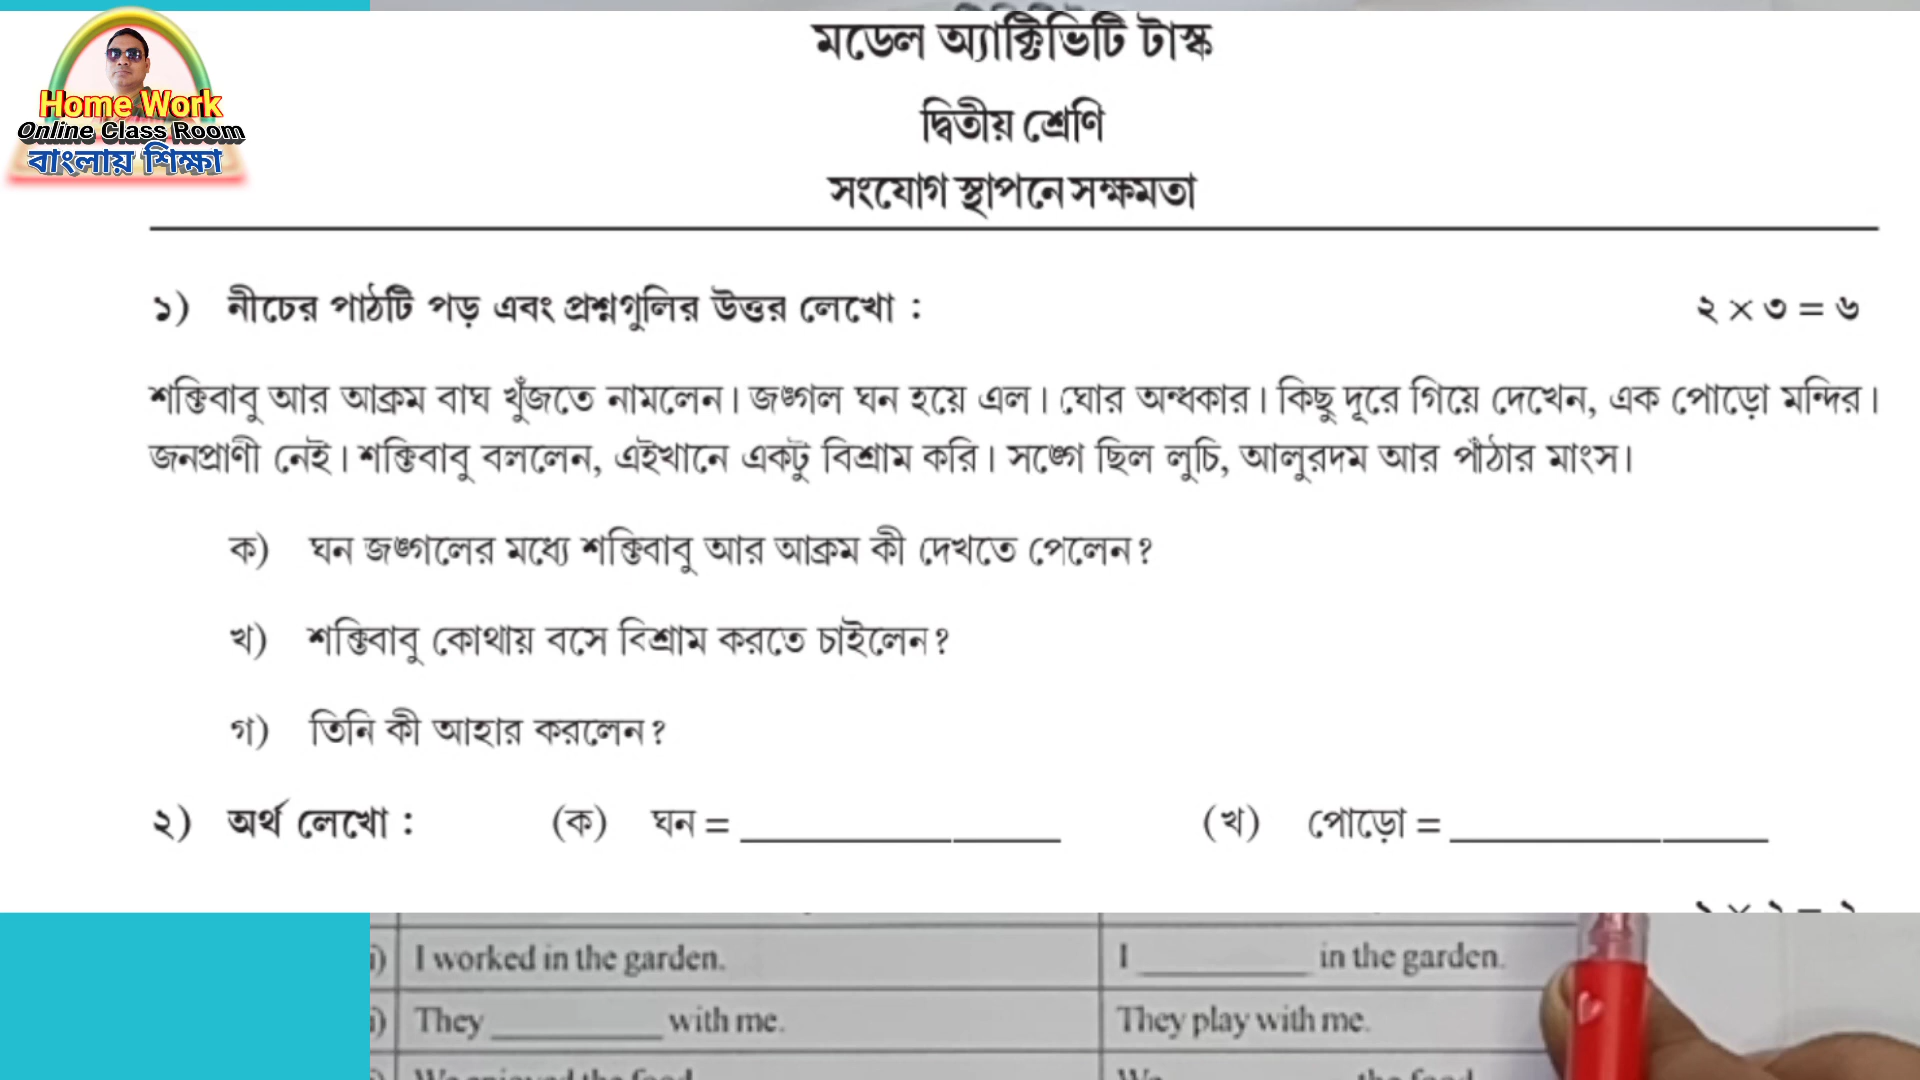 Home Work
Online Class Room
বাংলায় শিক্ষা
মডেল অ্যাক্টিভিটি টাস্ক
দ্বিতীয় শ্রেণি
সংযোগ স্থাপনে সক্ষমতা
১) নীচের পাঠটি পড় এবং প্রশ্নগুলির উত্তর লেখো : ২ × ৩ = ৬
শক্তিবাবু আর আক্রম বাঘ খুঁজতে নামলেন। জঙ্গল ঘন হয়ে এল। ঘোর অন্ধকার। কিছু দূরে গিয়ে দেখেন, এক পোড়ো মন্দির।
জনপ্রাণী নেই। শক্তিবাবু বললেন, এইখানে একটু বিশ্রাম করি। সঙ্গে ছিল লুচি, আলুরদম আর পাঁঠার মাংস।
ক) ঘন জঙ্গলের মধ্যে শক্তিবাবু আর আক্রম কী দেখতে পেলেন?
খ) শক্তিবাবু কোথায় বসে বিশ্রাম করতে চাইলেন?
গ) তিনি কী আহার করলেন?
২) অর্থ লেখো : (ক) ঘন = ________ (খ) পোড়ো = ________
i) I worked in the garden. I ________ in the garden.
i) They ________ with me. They play with me.